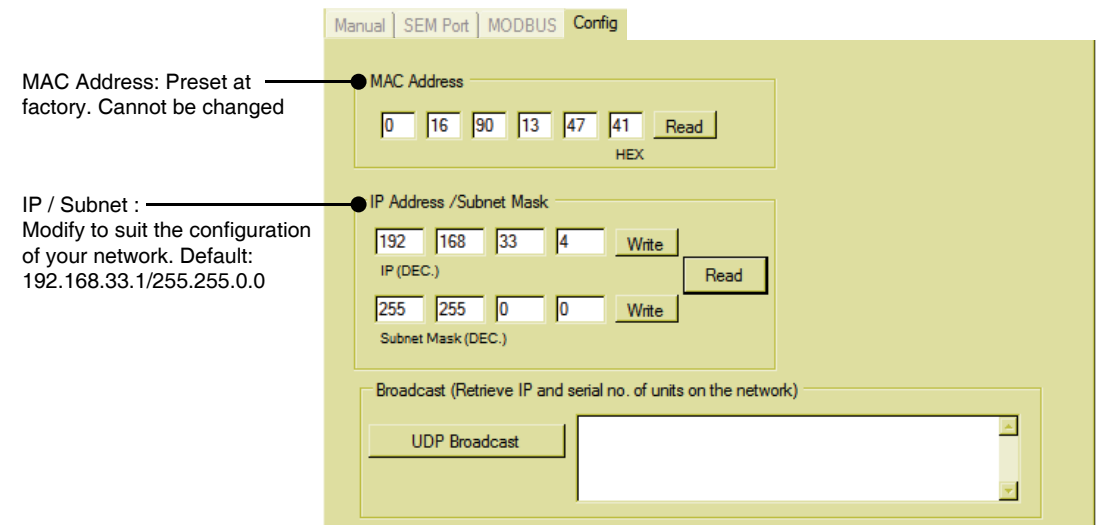 Manual SEM Port MODBUS Config
MAC Address: Preset at
factory. Cannot be changed
MAC Address
0 16 90 13 47 41 Read
HEX
IP / Subnet :
Modify to suit the configuration
of your network. Default:
192.168.33.1/255.255.0.0
IP Address /Subnet Mask
192 168 33 4 Write
IP (DEC.)
Read
255 255 0 0 Write
Subnet Mask (DEC.)
Broadcast (Retrieve IP and serial no. of units on the network)
UDP Broadcast